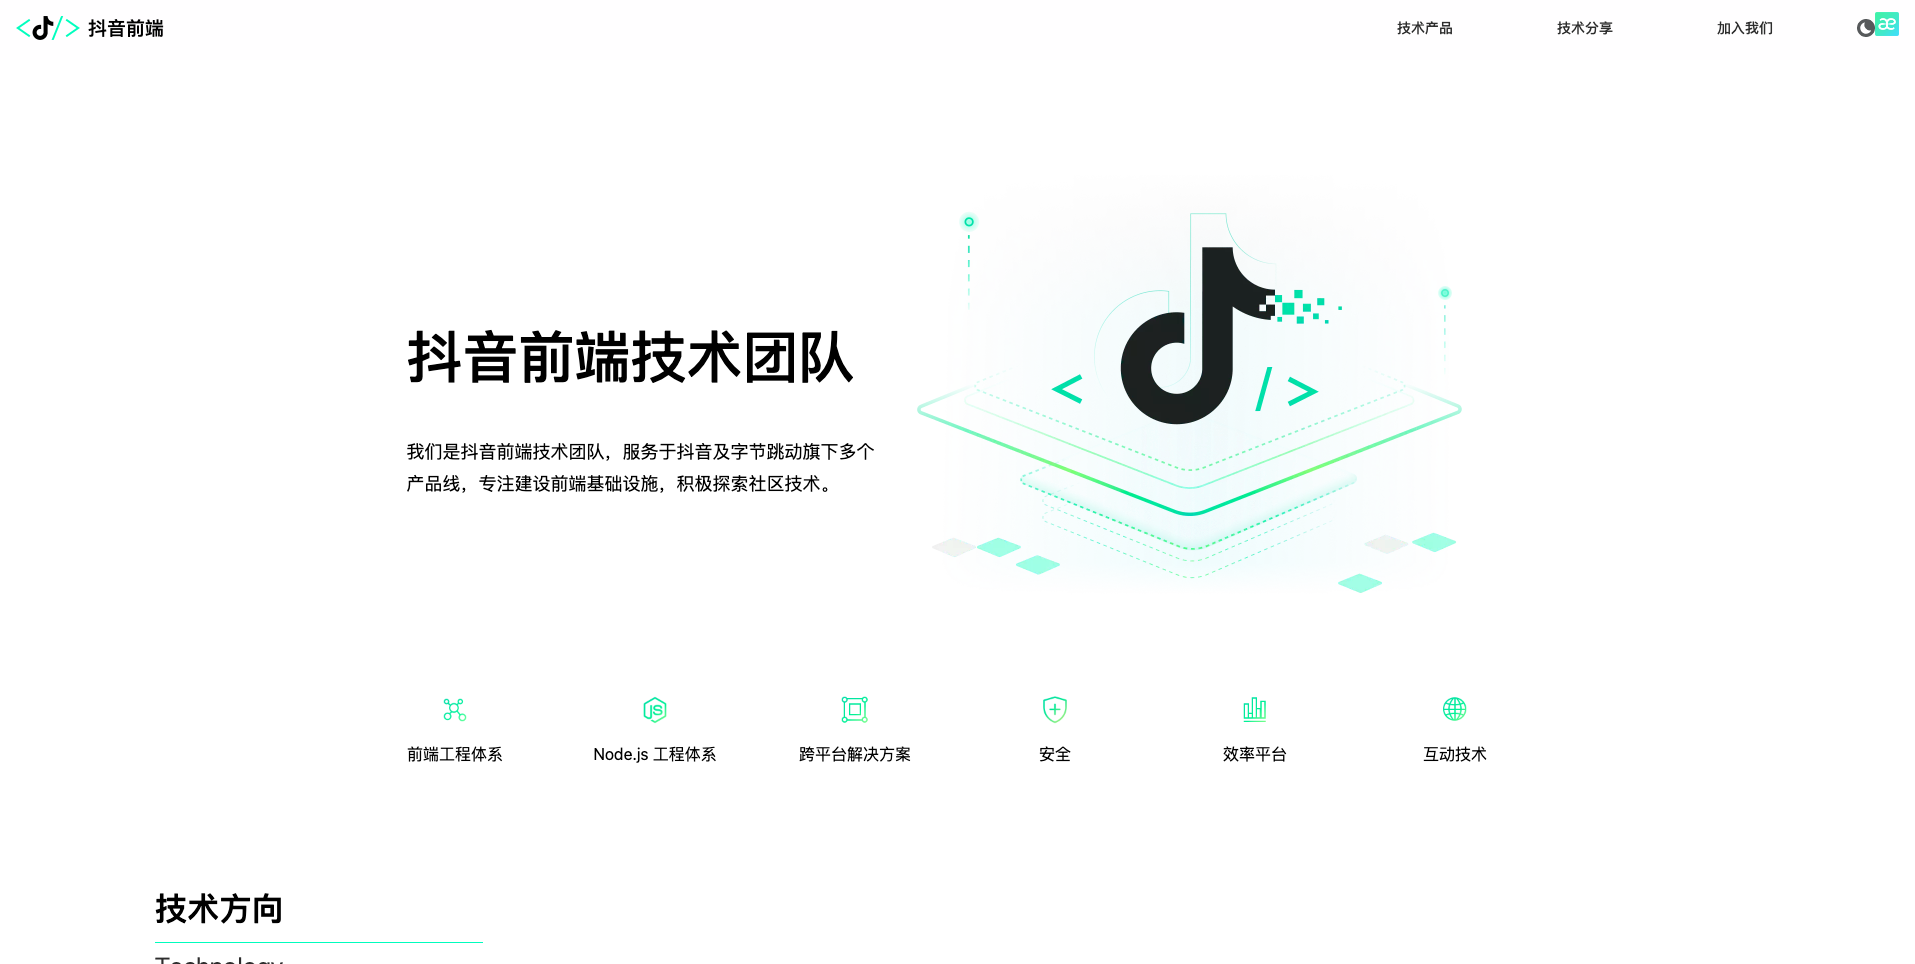 抖音前端
技术产品
技术分享
加入我们
æ
抖音前端技术团队
我们是抖音前端技术团队，服务于抖音及字节跳动旗下多个
产品线，专注建设前端基础设施，积极探索社区技术。
< / >
JS
前端工程体系
Node.js 工程体系
跨平台解决方案
安全
效率平台
互动技术
技术方向
Technology